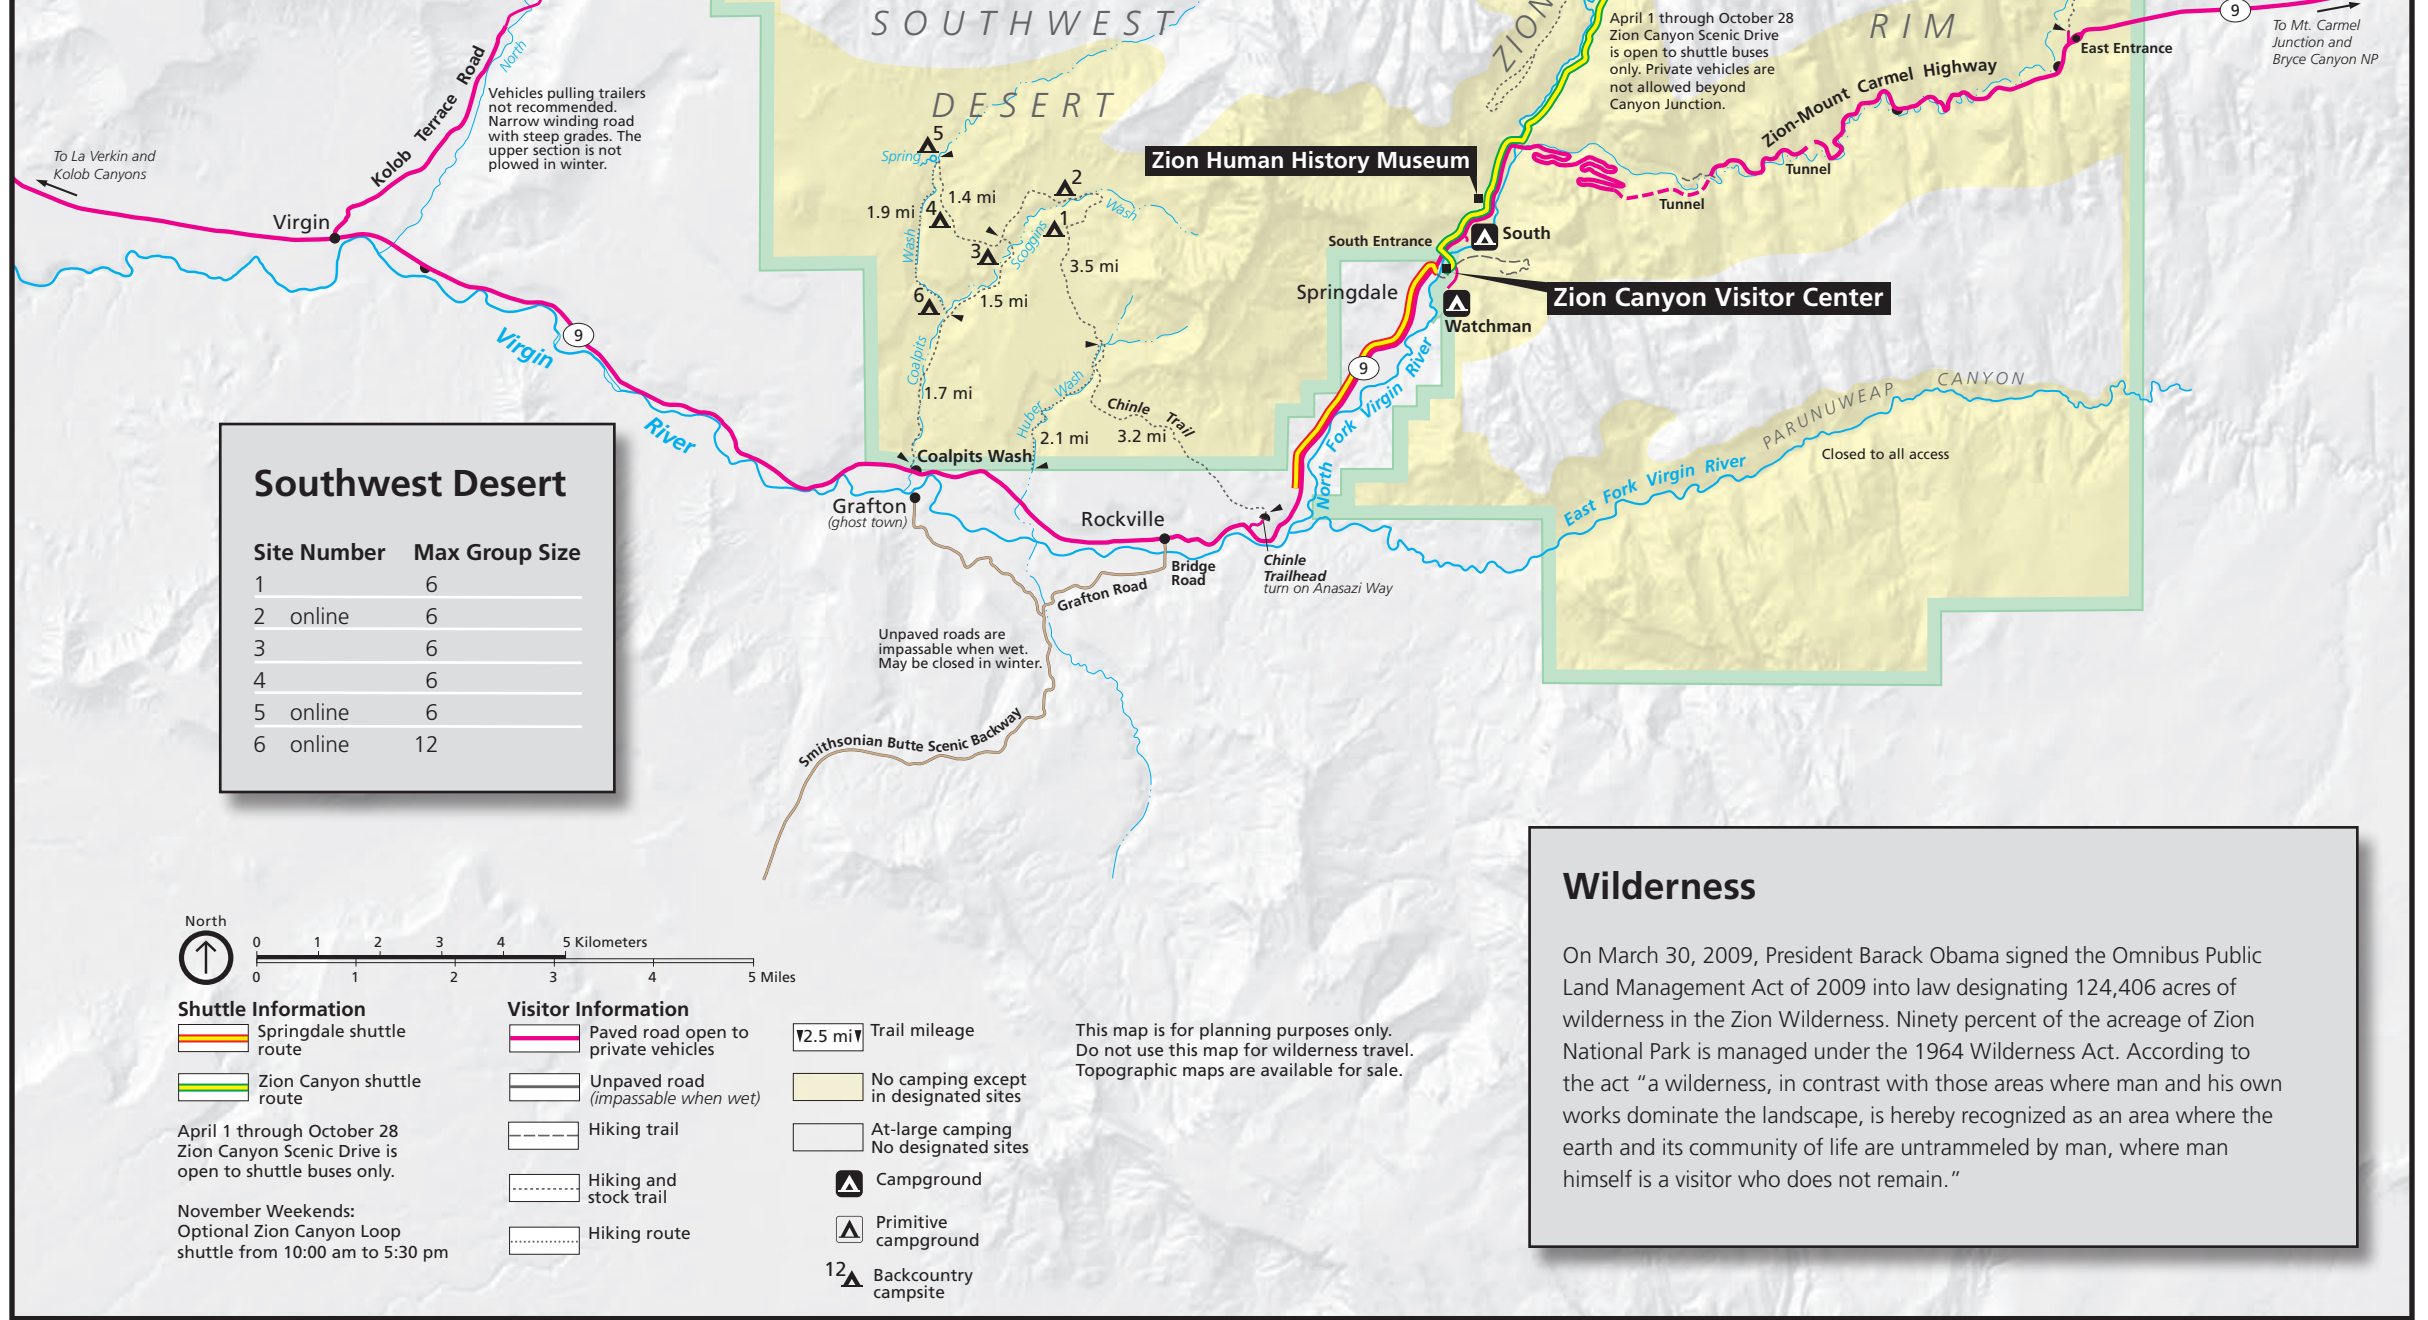 SOUTHWEST
DESERT
ZION
RIM
April 1 through October 28
Zion Canyon Scenic Drive
is open to shuttle buses
only. Private vehicles are
not allowed beyond
Canyon Junction.
9
To Mt. Carmel
Junction and
Bryce Canyon NP
East Entrance
Zion-Mount Carmel Highway
Tunnel
Tunnel
Kolob Terrace Road
North
Vehicles pulling trailers
not recommended.
Narrow winding road
with steep grades. The
upper section is not
plowed in winter.
To La Verkin and
Kolob Canyons
Virgin
5
Spring
2
1.4 mi
1.9 mi
4
1
Wash
Wash
3
Scoggins
3.5 mi
6
1.5 mi
Coalpits
1.7 mi
Huber Wash
2.1 mi
Chinle Trail
3.2 mi
Zion Human History Museum
South Entrance
South
Springdale
Zion Canyon Visitor Center
Watchman
9
North Fork Virgin River
PARUNUWEAP CANYON
Closed to all access
East Fork Virgin River
9
Virgin River
Coalpits Wash
Grafton
(ghost town)
Rockville
Bridge
Road
Grafton Road
Chinle
Trailhead
turn on Anasazi Way
Unpaved roads are
impassable when wet.
May be closed in winter.
Smithsonian Butte Scenic Backway
Southwest Desert
Site Number Max Group Size
1 6
2 online 6
3 6
4 6
5 online 6
6 online 12
North
0 1 2 3 4 5 Kilometers
0 1 2 3 4 5 Miles
Shuttle Information
Springdale shuttle
route
Zion Canyon shuttle
route
April 1 through October 28
Zion Canyon Scenic Drive is
open to shuttle buses only.
November Weekends:
Optional Zion Canyon Loop
shuttle from 10:00 am to 5:30 pm
Visitor Information
Paved road open to
private vehicles
Unpaved road
(impassable when wet)
Hiking trail
Hiking and
stock trail
Hiking route
2.5 mi
Trail mileage
No camping except
in designated sites
At-large camping
No designated sites
Campground
Primitive
campground
12
Backcountry
campsite
This map is for planning purposes only.
Do not use this map for wilderness travel.
Topographic maps are available for sale.
Wilderness
On March 30, 2009, President Barack Obama signed the Omnibus Public
Land Management Act of 2009 into law designating 124,406 acres of
wilderness in the Zion Wilderness. Ninety percent of the acreage of Zion
National Park is managed under the 1964 Wilderness Act. According to
the act “a wilderness, in contrast with those areas where man and his own
works dominate the landscape, is hereby recognized as an area where the
earth and its community of life are untrammeled by man, where man
himself is a visitor who does not remain.”